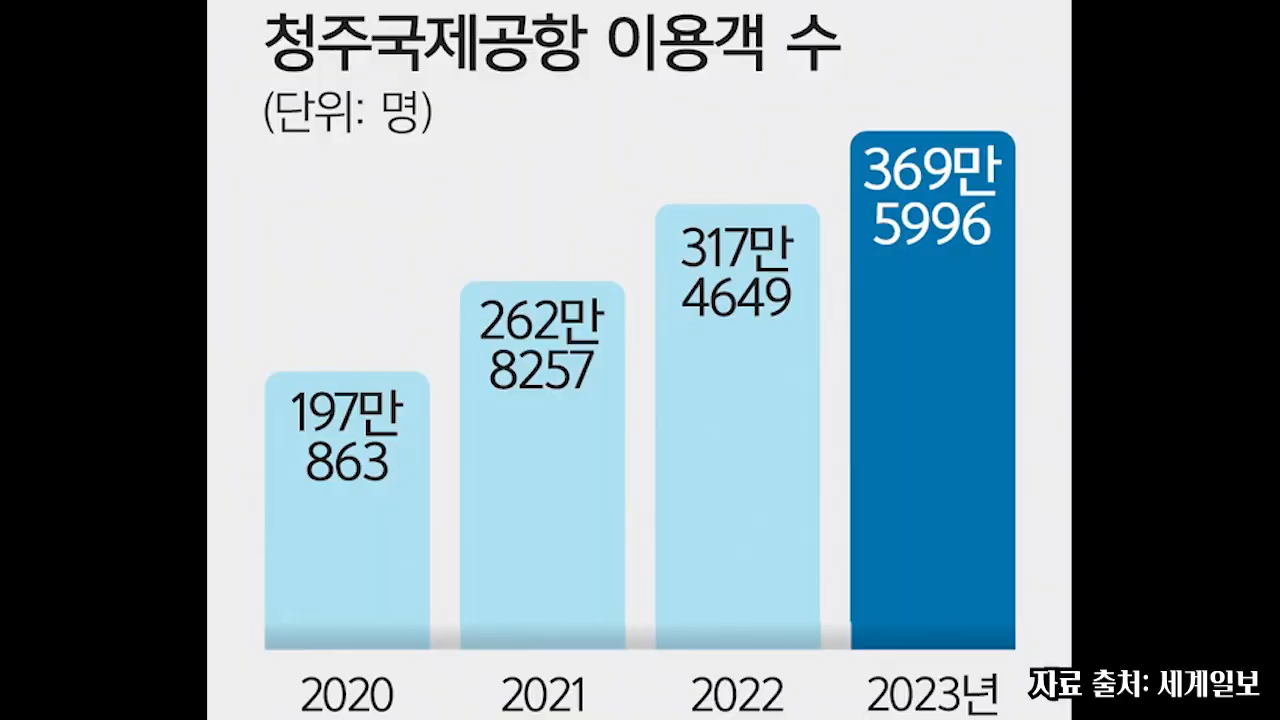 청주국제공항 이용객 수
(단위: 명)
197만
863
262만
8257
317만
4649
369만
5996
2020
2021
2022
2023년
자료 출처: 세계일보